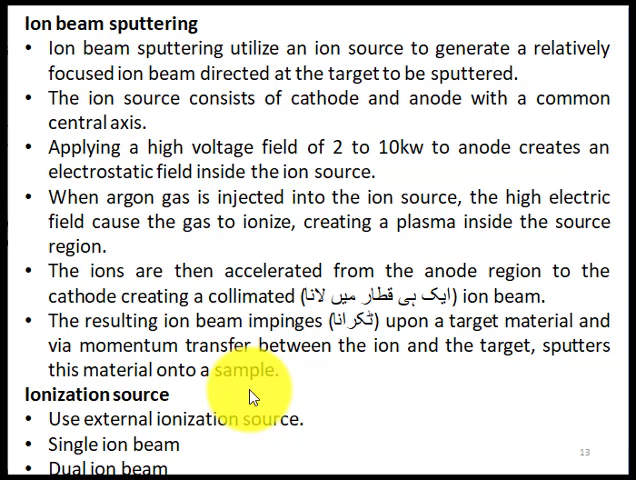 Ion beam sputtering
• Ion beam sputtering utilize an ion source to generate a relatively
focused ion beam directed at the target to be sputtered.
• The ion source consists of cathode and anode with a common
central axis.
• Applying a high voltage field of 2 to 10kw to anode creates an
electrostatic field inside the ion source.
• When argon gas is injected into the ion source, the high electric
field cause the gas to ionize, creating a plasma inside the source
region.
• The ions are then accelerated from the anode region to the
cathode creating a collimated (ایک ہی قطار میں لانا) ion beam.
• The resulting ion beam impinges (ٹکرانا) upon a target material and
via momentum transfer between the ion and the target, sputters
this material onto a sample.
Ionization source
• Use external ionization source.
• Single ion beam
• Dual ion beam
13